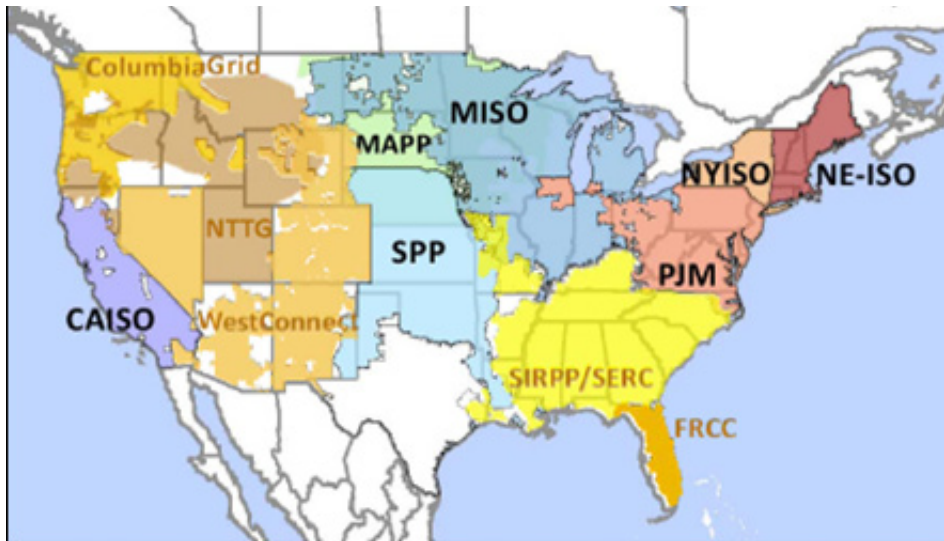 ColumbiaGrid
MISO
MAPP
NYISO
NE-ISO
NTTG
SPP
PJM
CAISO
WestConnect
SIRPP/SERC
FRCC